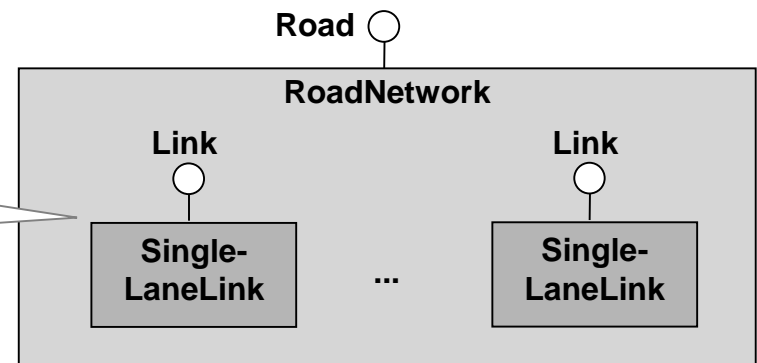 Road
RoadNetwork
Link Link
Single- Single-
LaneLink ... LaneLink